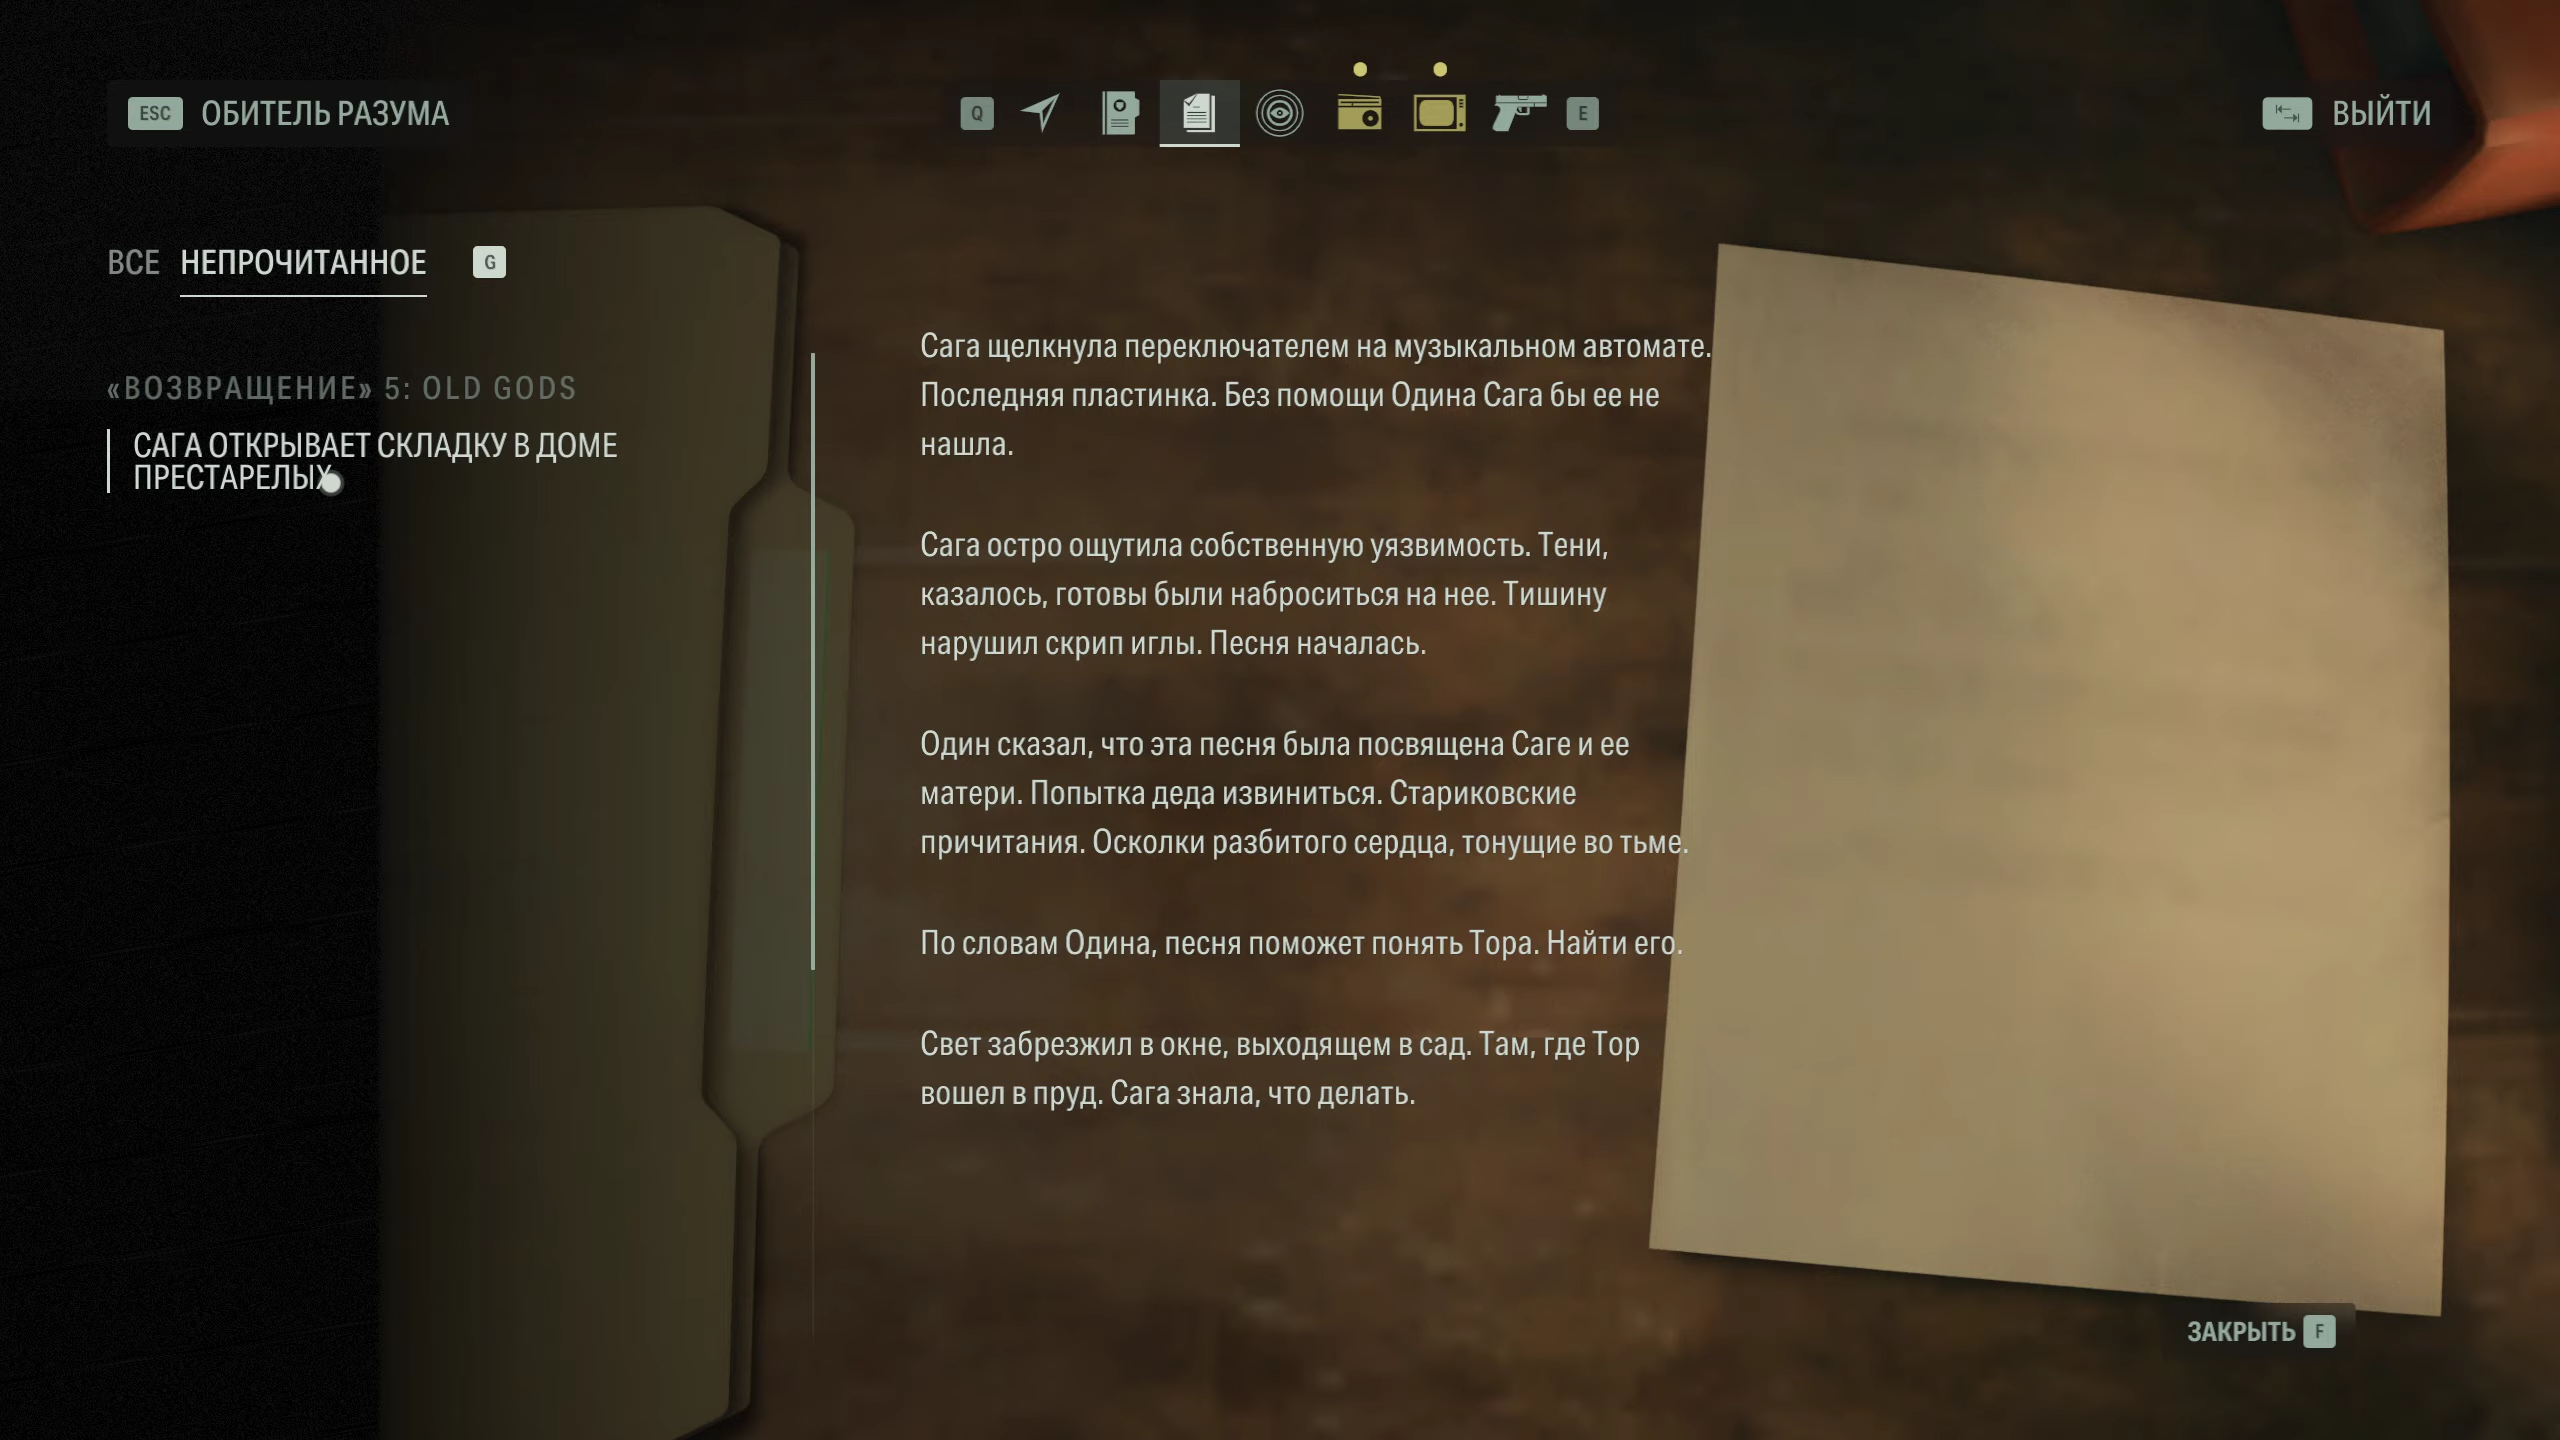 ESC ОБИТЕЛЬ РАЗУМА
Q
E
ВЫЙТИ
ВСЕ НЕПРОЧИТАННОЕ G
«ВОЗВРАЩЕНИЕ» 5: OLD GODS
САГА ОТКРЫВАЕТ СКЛАДКУ В ДОМЕ
ПРЕСТАРЕЛЫХ
Сага щелкнула переключателем на музыкальном автомате.
Последняя пластинка. Без помощи Одина Сага бы ее не
нашла.
Сага остро ощутила собственную уязвимость. Тени,
казалось, готовы были наброситься на нее. Тишину
нарушил скрип иглы. Песня началась.
Один сказал, что эта песня была посвящена Саге и ее
матери. Попытка деда извиниться. Стариковские
причитания. Осколки разбитого сердца, тонущие во тьме.
По словам Одина, песня поможет понять Тора. Найти его.
Свет забрезжил в окне, выходящем в сад. Там, где Тор
вошел в пруд. Сага знала, что делать.
ЗАКРЫТЬ F